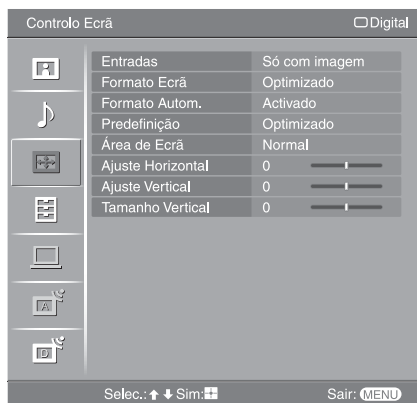 Controlo Ecrã Digital
Entradas Só com imagem
Formato Ecrã Optimizado
Formato Autom. Activado
Predefinição Optimizado
Área de Ecrã Normal
Ajuste Horizontal 0
Ajuste Vertical 0
Tamanho Vertical 0
A
D
Selec.: Sim: Sair: MENU